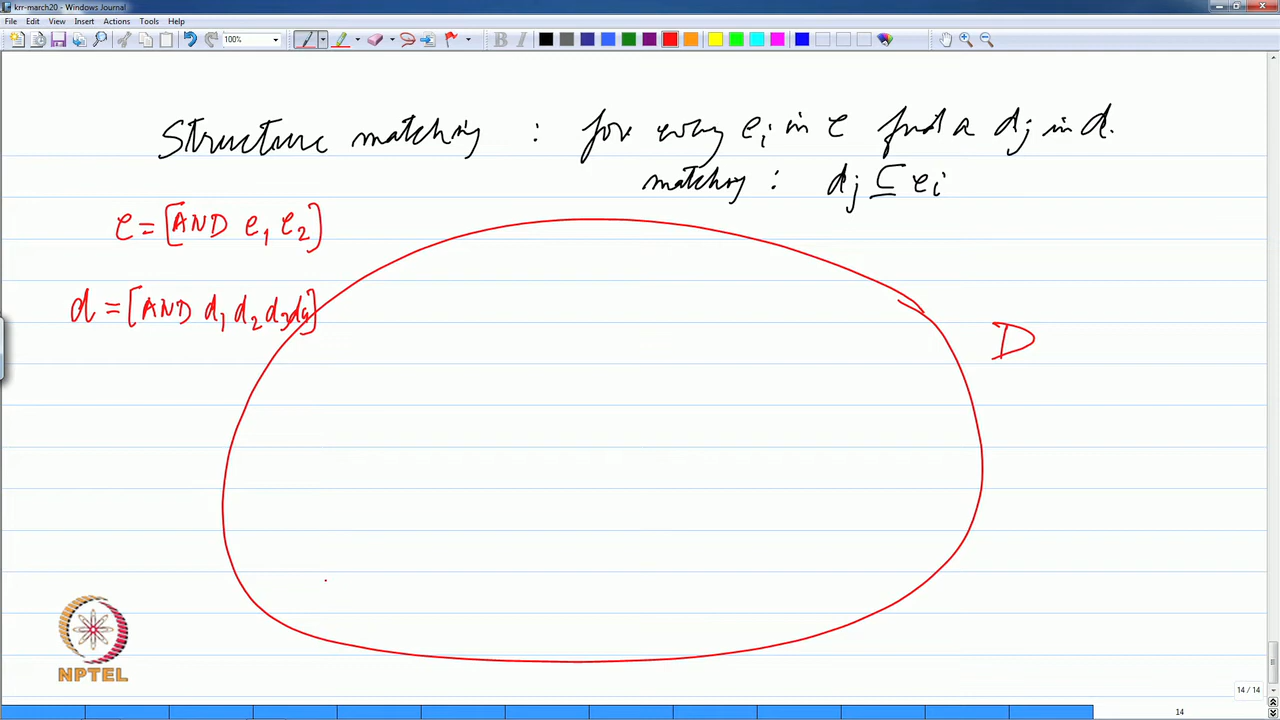 krr-march20 - Windows Journal
File Edit View Insert Actions Tools Help
100%
Structure matching : for every ei in e find a dj in d.
matching : dj ⊆ ei
e = [AND e1 e2]
d = [AND d1 d2 d3 d4]
D
NPTEL
14 / 14
14